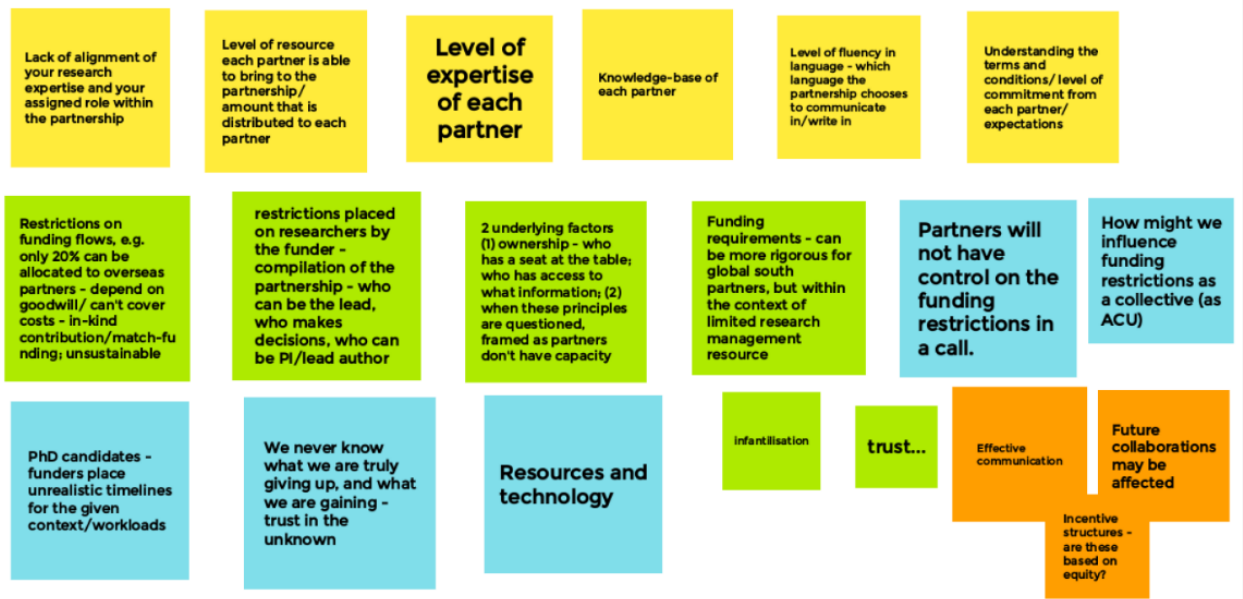 Lack of alignment of
your research
expertise and your
assigned role within
the partnership
Level of resource
each partner is able
to bring to the
partnership/
amount that is
distributed to each
partner
Level of
expertise
of each
partner
Knowledge-base of
each partner
Level of fluency in
language - which
language the
partnership chooses
to communicate
in/write in
Understanding the
terms and
conditions/ level of
commitment from
each partner/
expectations
Restrictions on
funding flows, e.g.
only 20% can be
allocated to overseas
partners - depend on
goodwill/ can't cover
costs - in-kind
contribution/match-fu
nding; unsustainable
restrictions placed
on researchers by
the funder -
compilation of the
partnership - who
can be the lead,
who makes
decisions, who can
be PI/lead author
2 underlying factors
(1) ownership - who
has a seat at the table;
who has access to
what information; (2)
when these principles
are questioned,
framed as partners
don't have capacity
Funding
requirements - can
be more rigorous for
global south
partners, but within
the context of
limited research
management
resource
Partners will
not have
control on the
funding
restrictions in
a call.
How might we
influence
funding
restrictions as
a collective (as
ACU)
PhD candidates -
funders place
unrealistic timelines
for the given
context/workloads
We never know
what we are truly
giving up, and what
we are gaining -
trust in the
unknown
Resources and
technology
infantilisation
trust...
Effective
communication
Future
collaborations
may be
affected
Incentive
structures -
are these
based on
equity?